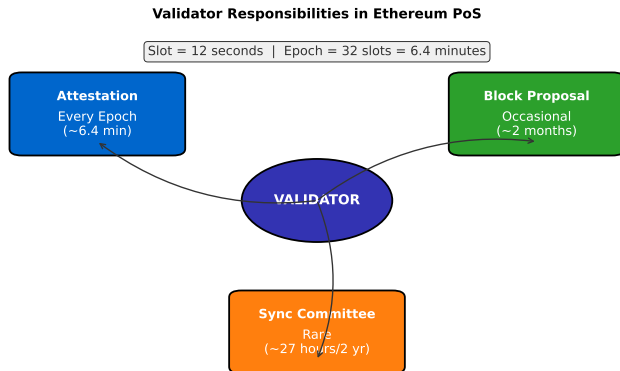 Validator Responsibilities in Ethereum PoS
Slot = 12 seconds | Epoch = 32 slots = 6.4 minutes
Attestation
Every Epoch
(~6.4 min)
Block Proposal
Occasional
(~2 months)
VALIDATOR
Sync Committee
Rare
(~27 hours/2 yr)